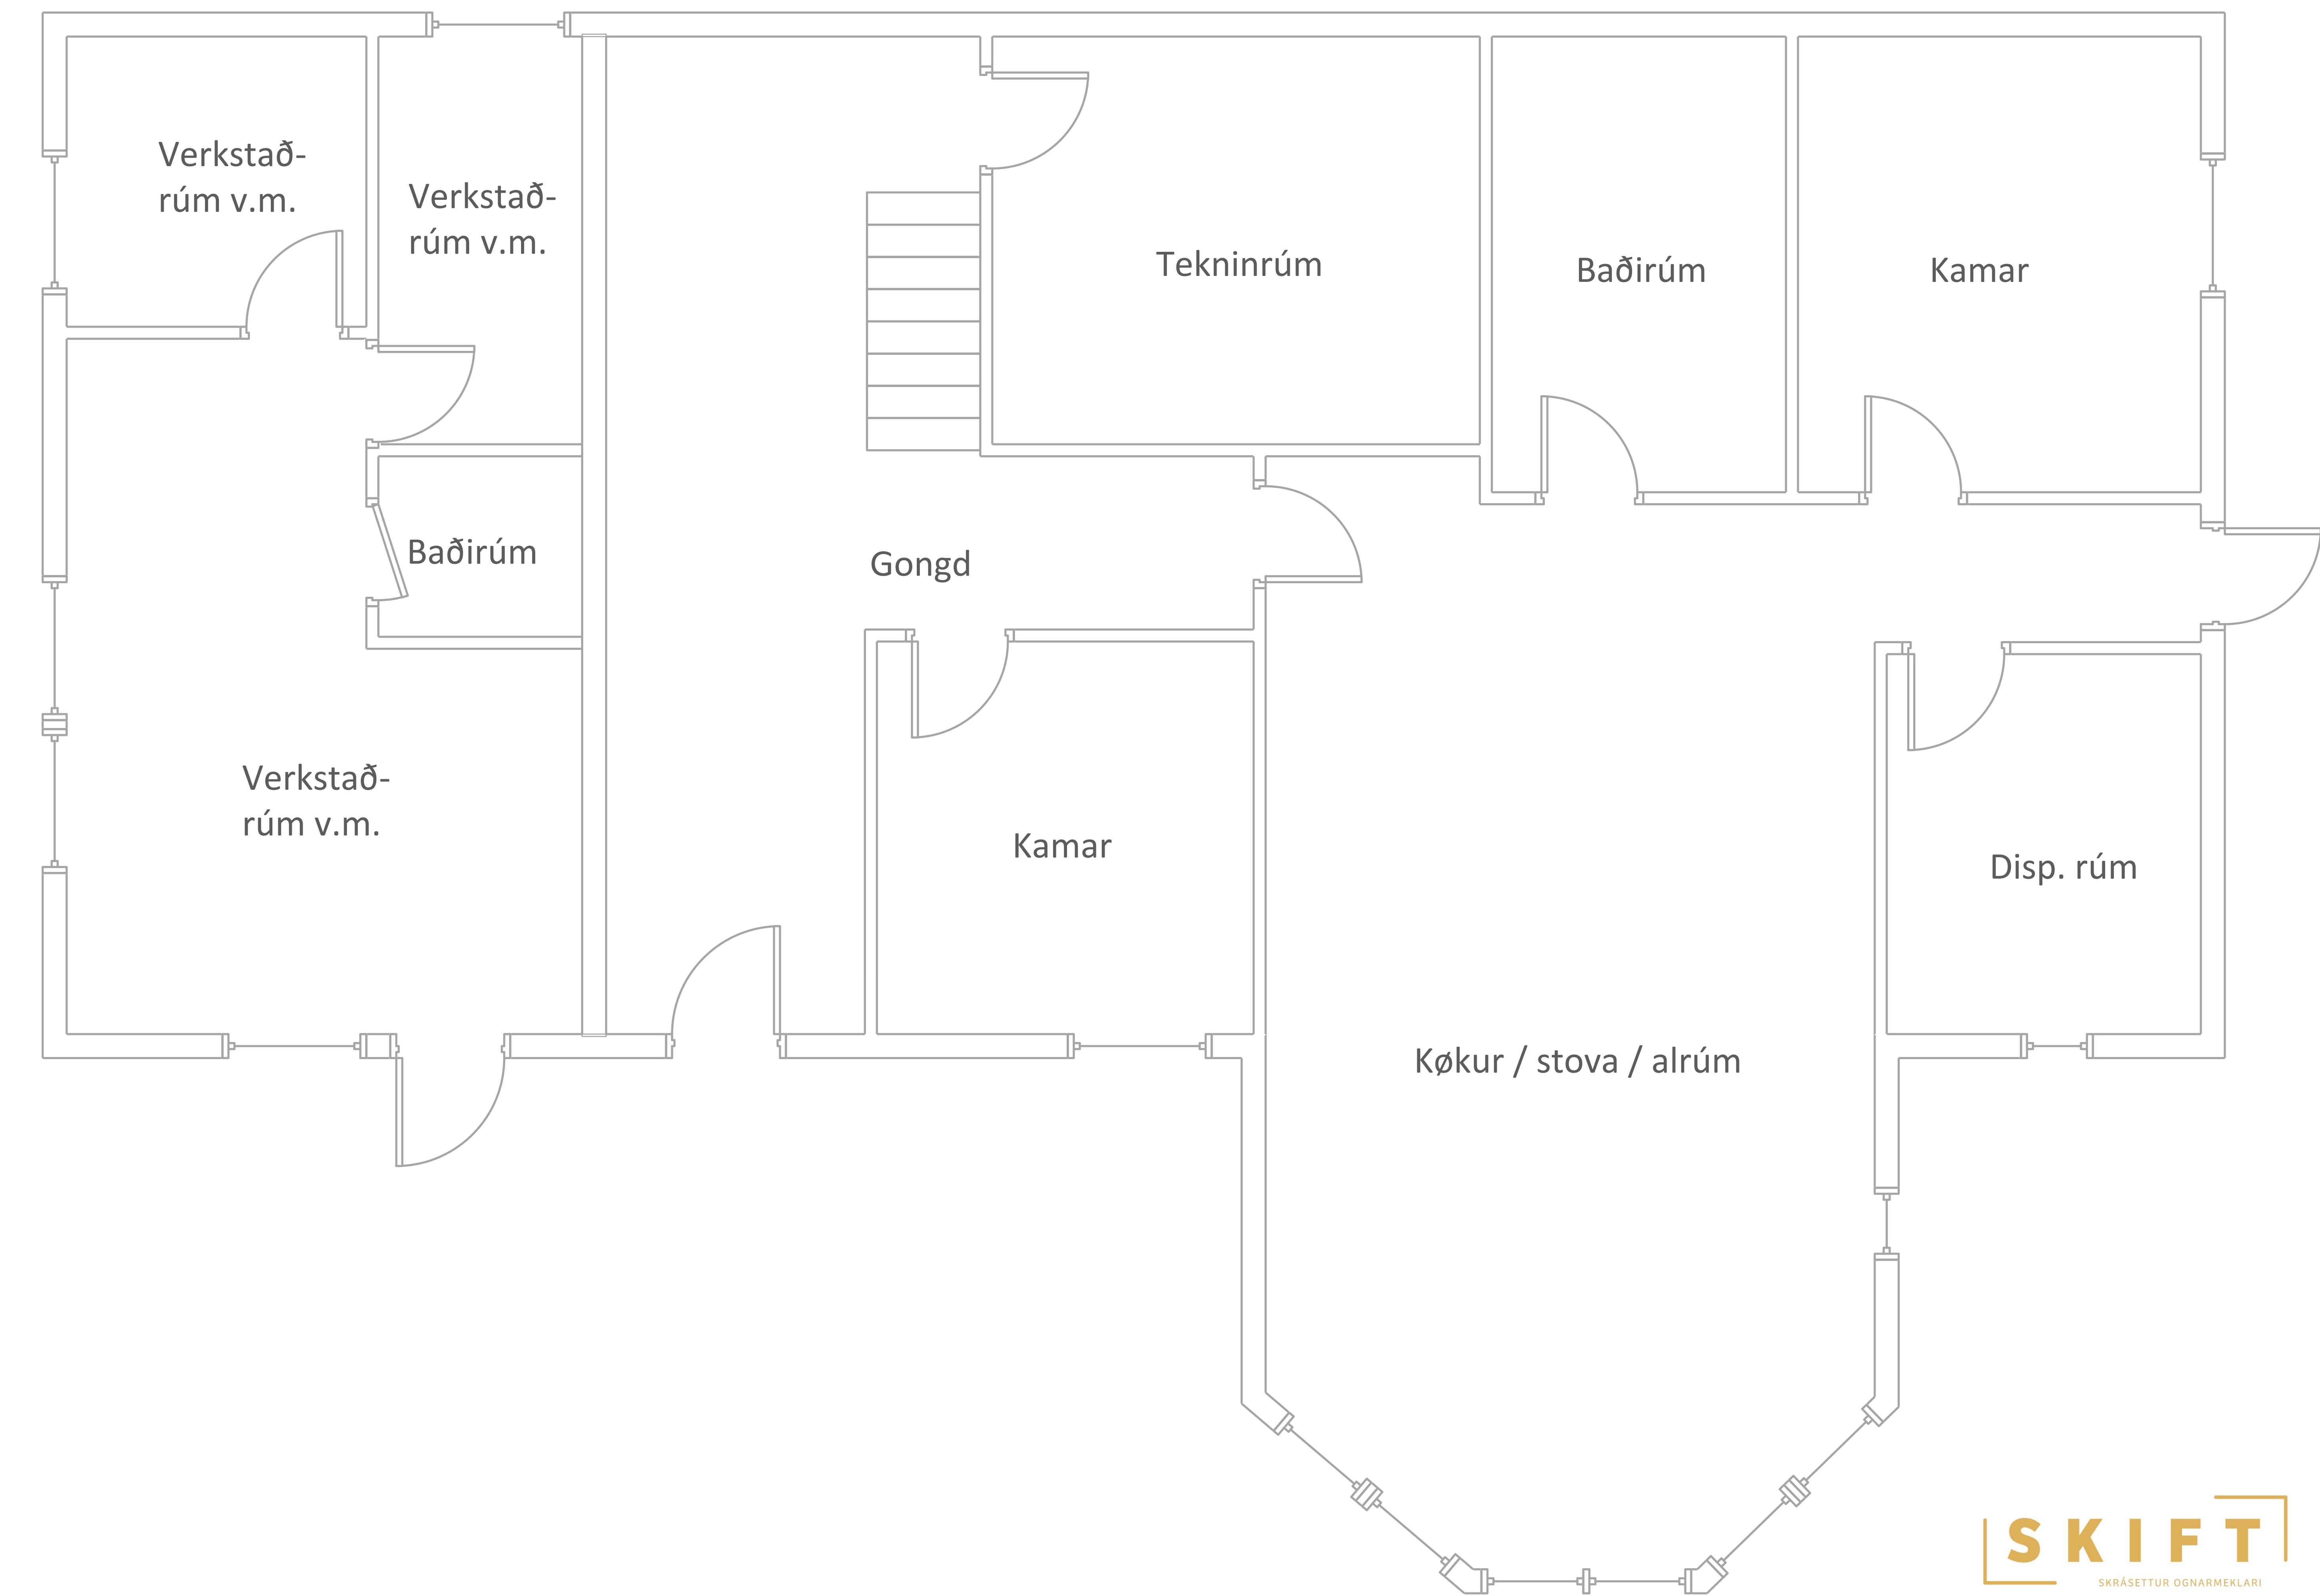 Verkstað-
rúm v.m.
Verkstað-
rúm v.m.
Tekninrúm
Baðirúm
Kamar
Baðirúm
Gongd
Verkstað-
rúm v.m.
Kamar
Disp. rúm
Køkur / stova / alrúm
SKIFT
SKRÁSETTUR OGNARMEKLARI